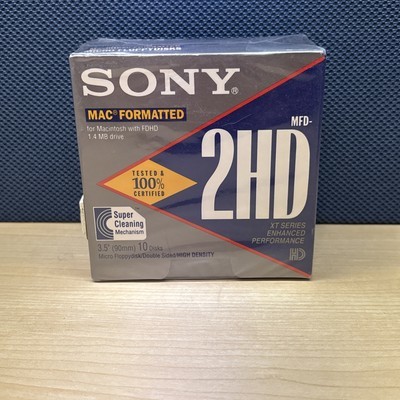 SONY®
MAC® FORMATTED
for Macintosh with FDHD
1.4 MB drive
MFD-
2HD
TESTED &
100%
CERTIFIED
XT SERIES
ENHANCED
PERFORMANCE
HD
Super
Cleaning
Mechanism
3.5" (90mm) 10 Disks
Micro Floppydisk/Double Sided/HIGH DENSITY